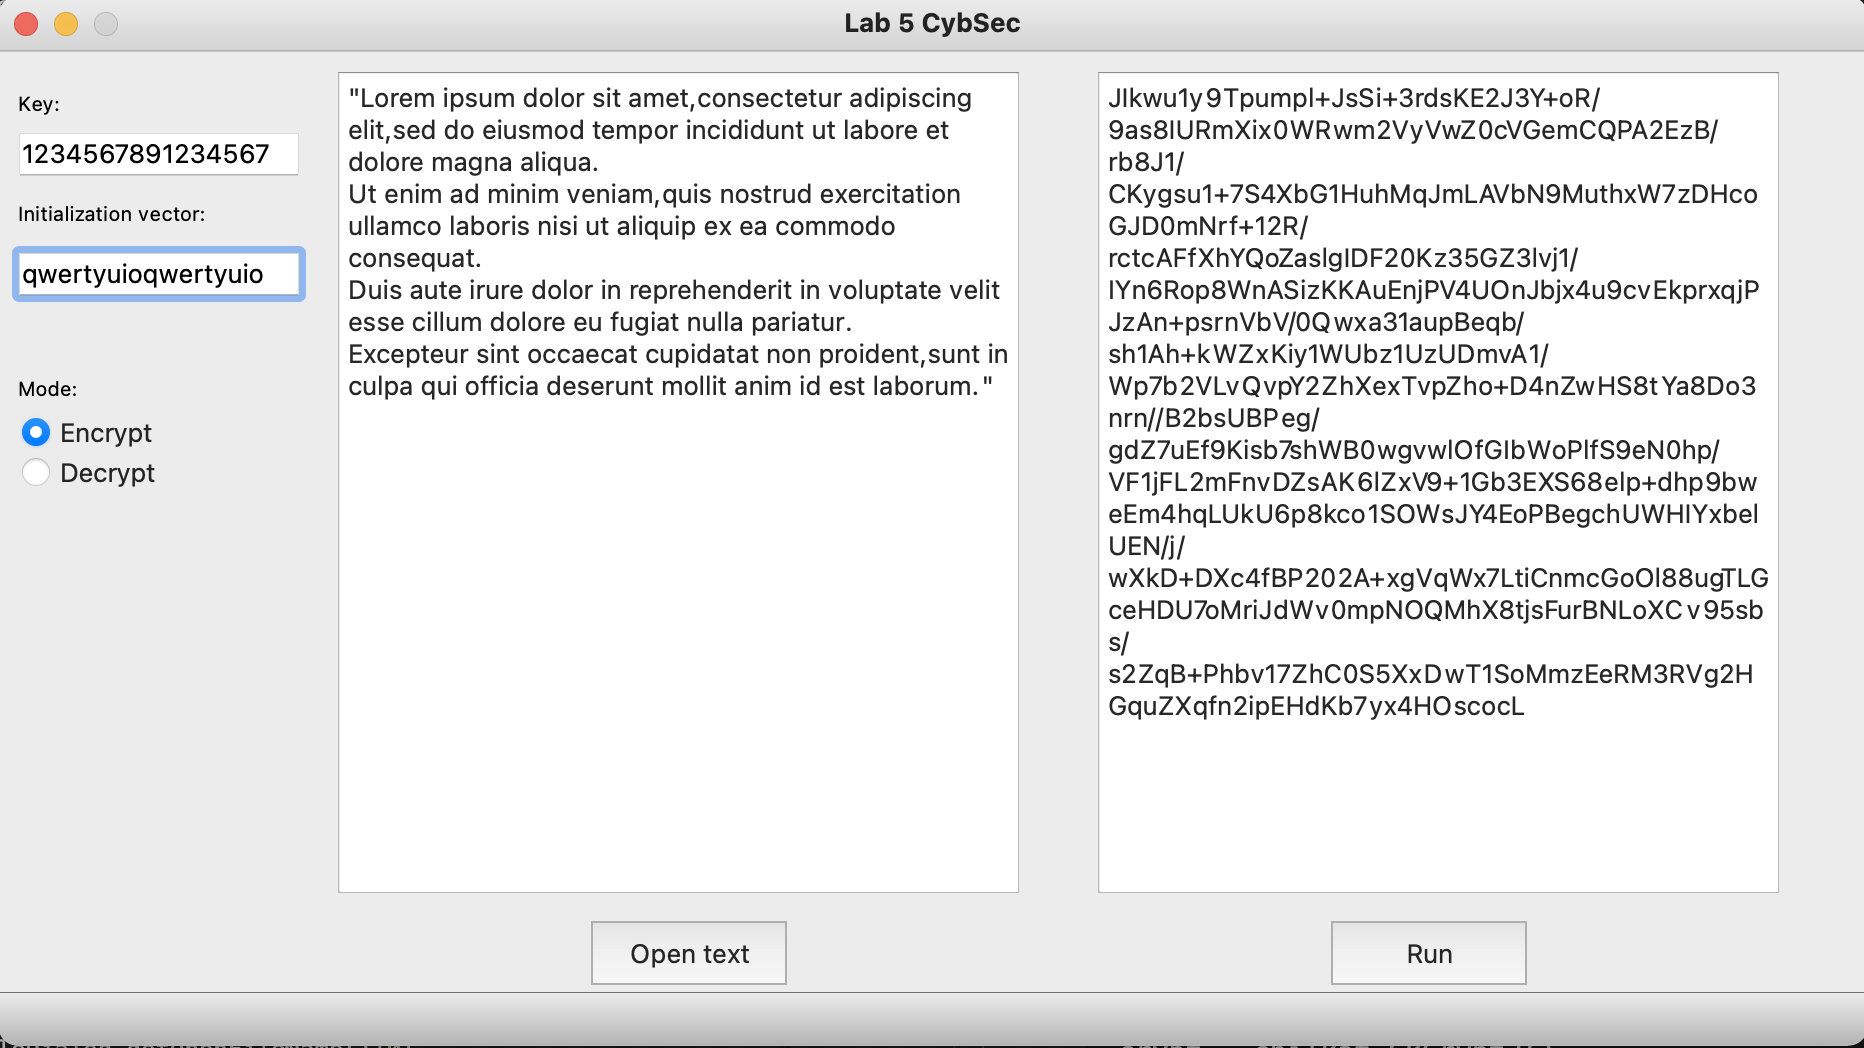 Lab 5 CybSec
Key:
1234567891234567
Initialization vector:
qwertyuioqwertyuio
Mode:
Encrypt
Decrypt
"Lorem ipsum dolor sit amet,consectetur adipiscing
elit,sed do eiusmod tempor incididunt ut labore et
dolore magna aliqua.
Ut enim ad minim veniam,quis nostrud exercitation
ullamco laboris nisi ut aliquip ex ea commodo
consequat.
Duis aute irure dolor in reprehenderit in voluptate velit
esse cillum dolore eu fugiat nulla pariatur.
Excepteur sint occaecat cupidatat non proident,sunt in
culpa qui officia deserunt mollit anim id est laborum."
JIkwu1y9Tpumpl+JsSi+3rdsKE2J3Y+oR/
9as8IURmXix0WRwm2VyVwZ0cVGemCQPA2EzB/
rb8J1/
CKygsu1+7S4XbG1HuhMqJmLAVbN9MuthxW7zDHco
GJD0mNrf+12R/
rctcAFfXhYQoZaslgIDF20Kz35GZ3lvj1/
IYn6Rop8WnASizKKAuEnjPV4UOnJbjx4u9cvEkprxqjP
JzAn+psrnVbV/0Qwxa31aupBeqb/
sh1Ah+kWZxKiy1WUbz1UzUDmvA1/
Wp7b2VLvQvpY2ZhXexTvpZho+D4nZwHS8tYa8Do3
nrn//B2bsUBPeg/
gdZ7uEf9Kisb7shWB0wgvwlOfGIbWoPlfS9eN0hp/
VF1jFL2mFnvDZsAK6lZxV9+1Gb3EXS68elp+dhp9bw
eEm4hqLUkU6p8kco1SOWsJY4EoPBegchUWHIYxbel
UEN/j/
wXkD+DXc4fBP202A+xgVqWx7LtiCnmcGoOl88ugTLG
ceHDU7oMriJdWv0mpNOQMhX8tjsFurBNLoXCv95sb
s/
s2ZqB+Phbv17ZhC0S5XxDwT1SoMmzEeRM3RVg2H
GquZXqfn2ipEHdKb7yx4HOscocL
Open text
Run